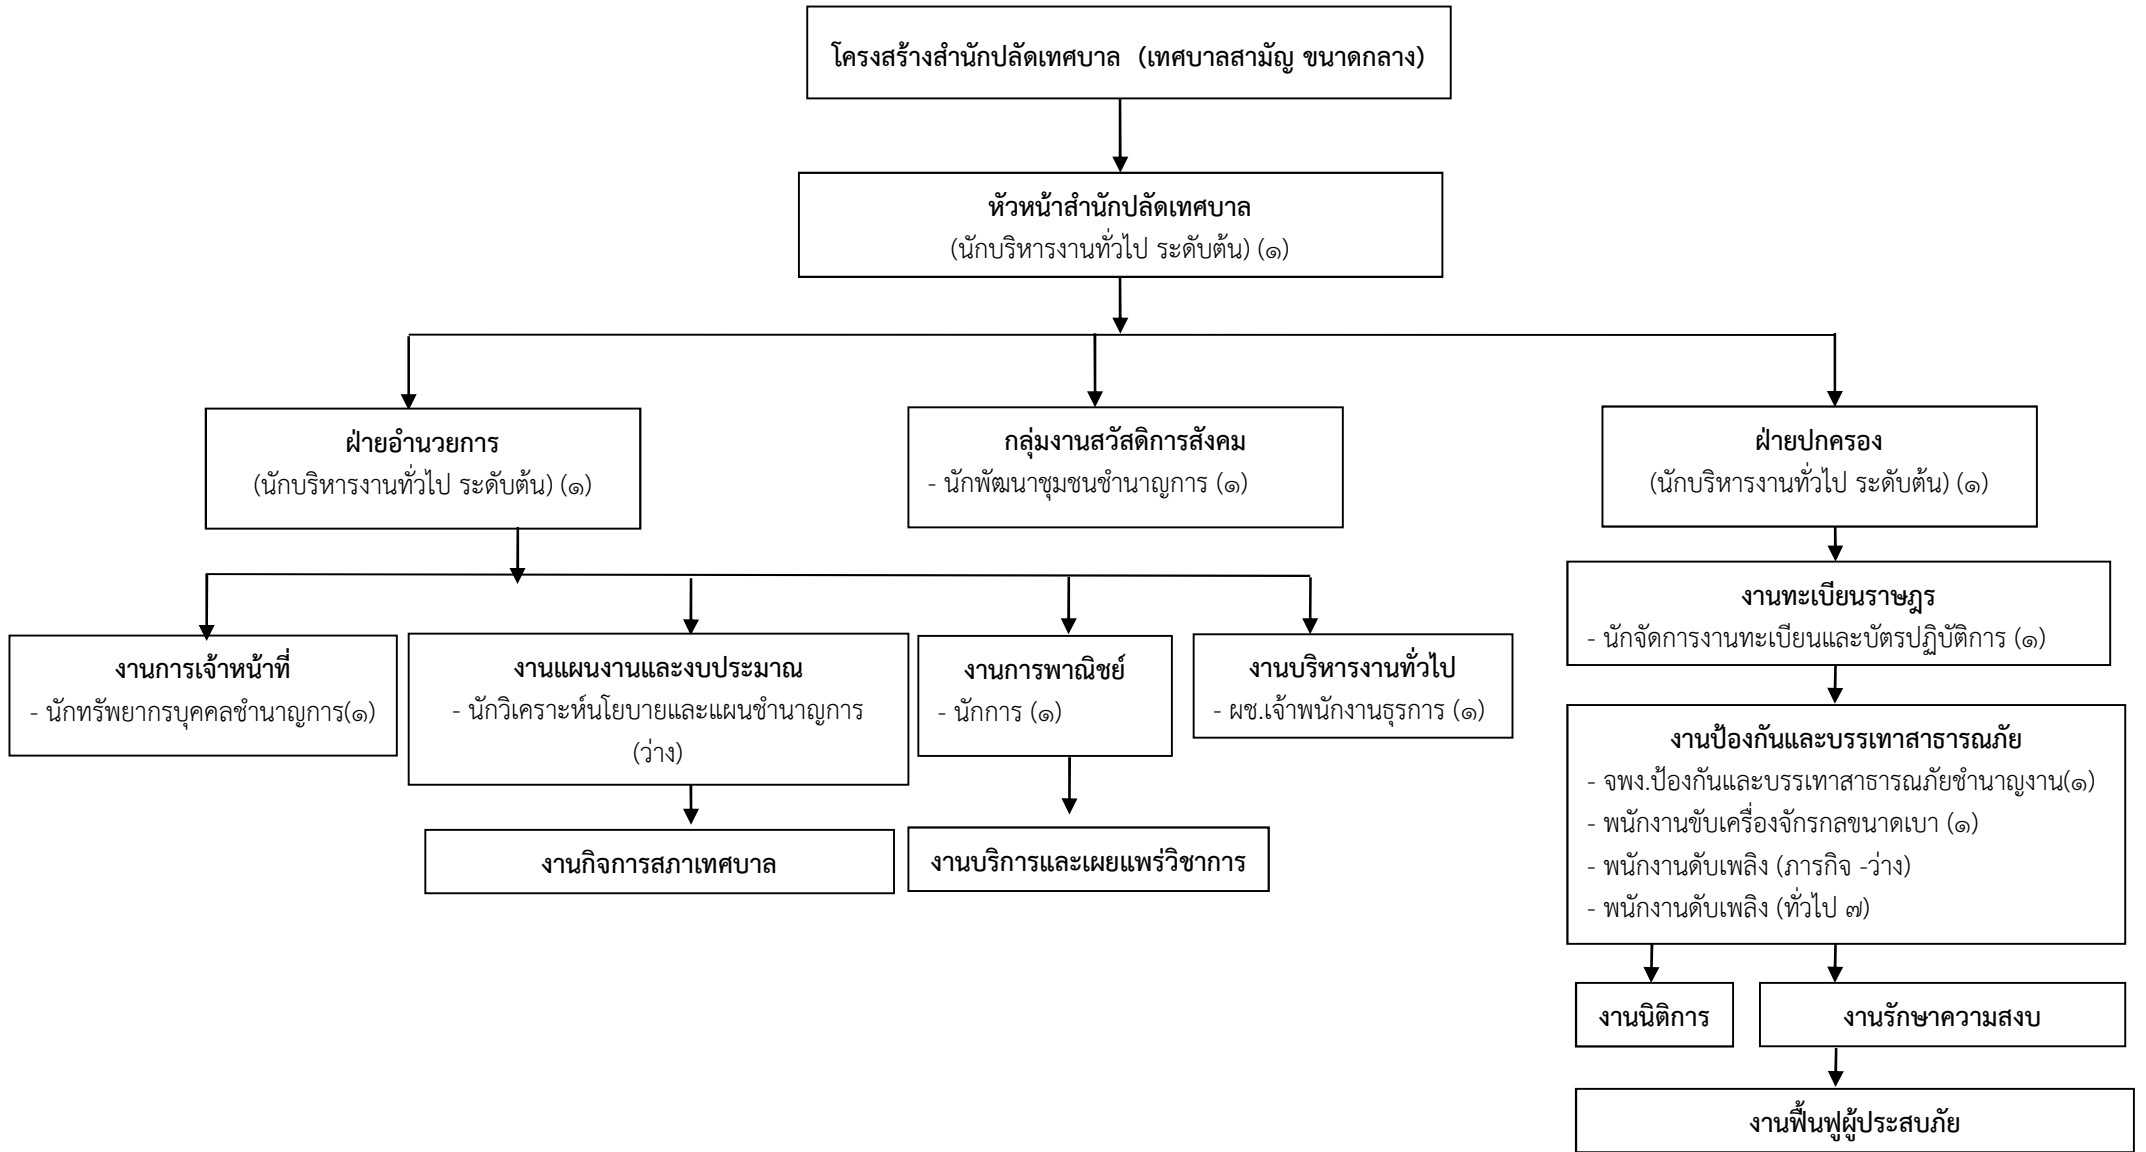 โครงสร้างสำนักปลัดเทศบาล (เทศบาลสามัญ ขนาดกลาง)
หัวหน้าสำนักปลัดเทศบาล
(นักบริหารงานทั่วไป ระดับต้น) (๑)
ฝ่ายอำนวยการ
(นักบริหารงานทั่วไป ระดับต้น) (๑)
กลุ่มงานสวัสดิการสังคม
- นักพัฒนาชุมชนชำนาญการ (๑)
ฝ่ายปกครอง
(นักบริหารงานทั่วไป ระดับต้น) (๑)
งานการเจ้าหน้าที่
- นักทรัพยากรบุคคลชำนาญการ(๑)
งานแผนงานและงบประมาณ
- นักวิเคราะห์นโยบายและแผนชำนาญการ
(ว่าง)
งานการพาณิชย์
- นักการ (๑)
งานบริหารงานทั่วไป
- ผช.เจ้าพนักงานธุรการ (๑)
งานกิจการสภาเทศบาล
งานบริการและเผยแพร่วิชาการ
งานทะเบียนราษฎร
- นักจัดการงานทะเบียนและบัตรปฏิบัติการ (๑)
งานป้องกันและบรรเทาสาธารณภัย
- จพง.ป้องกันและบรรเทาสาธารณภัยชำนาญงาน(๑)
- พนักงานขับเครื่องจักรกลขนาดเบา (๑)
- พนักงานดับเพลิง (ภารกิจ -ว่าง)
- พนักงานดับเพลิง (ทั่วไป ๗)
งานนิติการ
งานรักษาความสงบ
งานฟื้นฟูผู้ประสบภัย